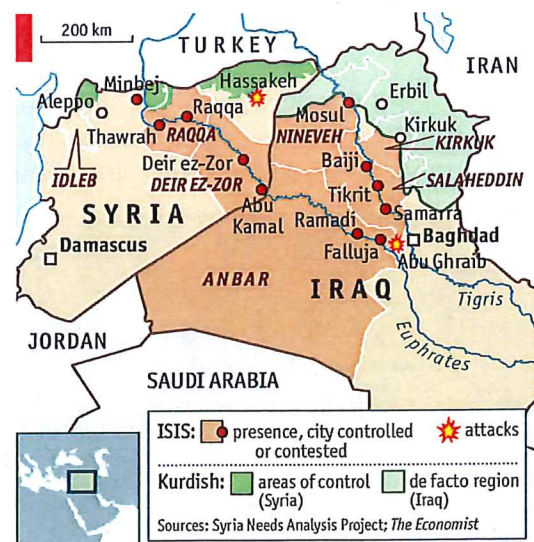 200 km
TURKEY
IRAN
Minbej
Hassakeh
Aleppo
Raqqa
Mosul
Erbil
Thawrah
RAQQA
NINEVEH
Kirkuk
KIRKUK
Baiji
Deir ez-Zor
IDLEB
DEIR EZ-ZOR
Tikrit
SALAHEDDIN
SYRIA
Abu
Kamal
Ramadi
Samarra
Damascus
Baghdad
Falluja
Abu Ghraib
ANBAR
IRAQ
Tigris
JORDAN
Euphrates
SAUDI ARABIA
ISIS: presence, city controlled
or contested
attacks
Kurdish: areas of control
(Syria)
de facto region
(Iraq)
Sources: Syria Needs Analysis Project; The Economist